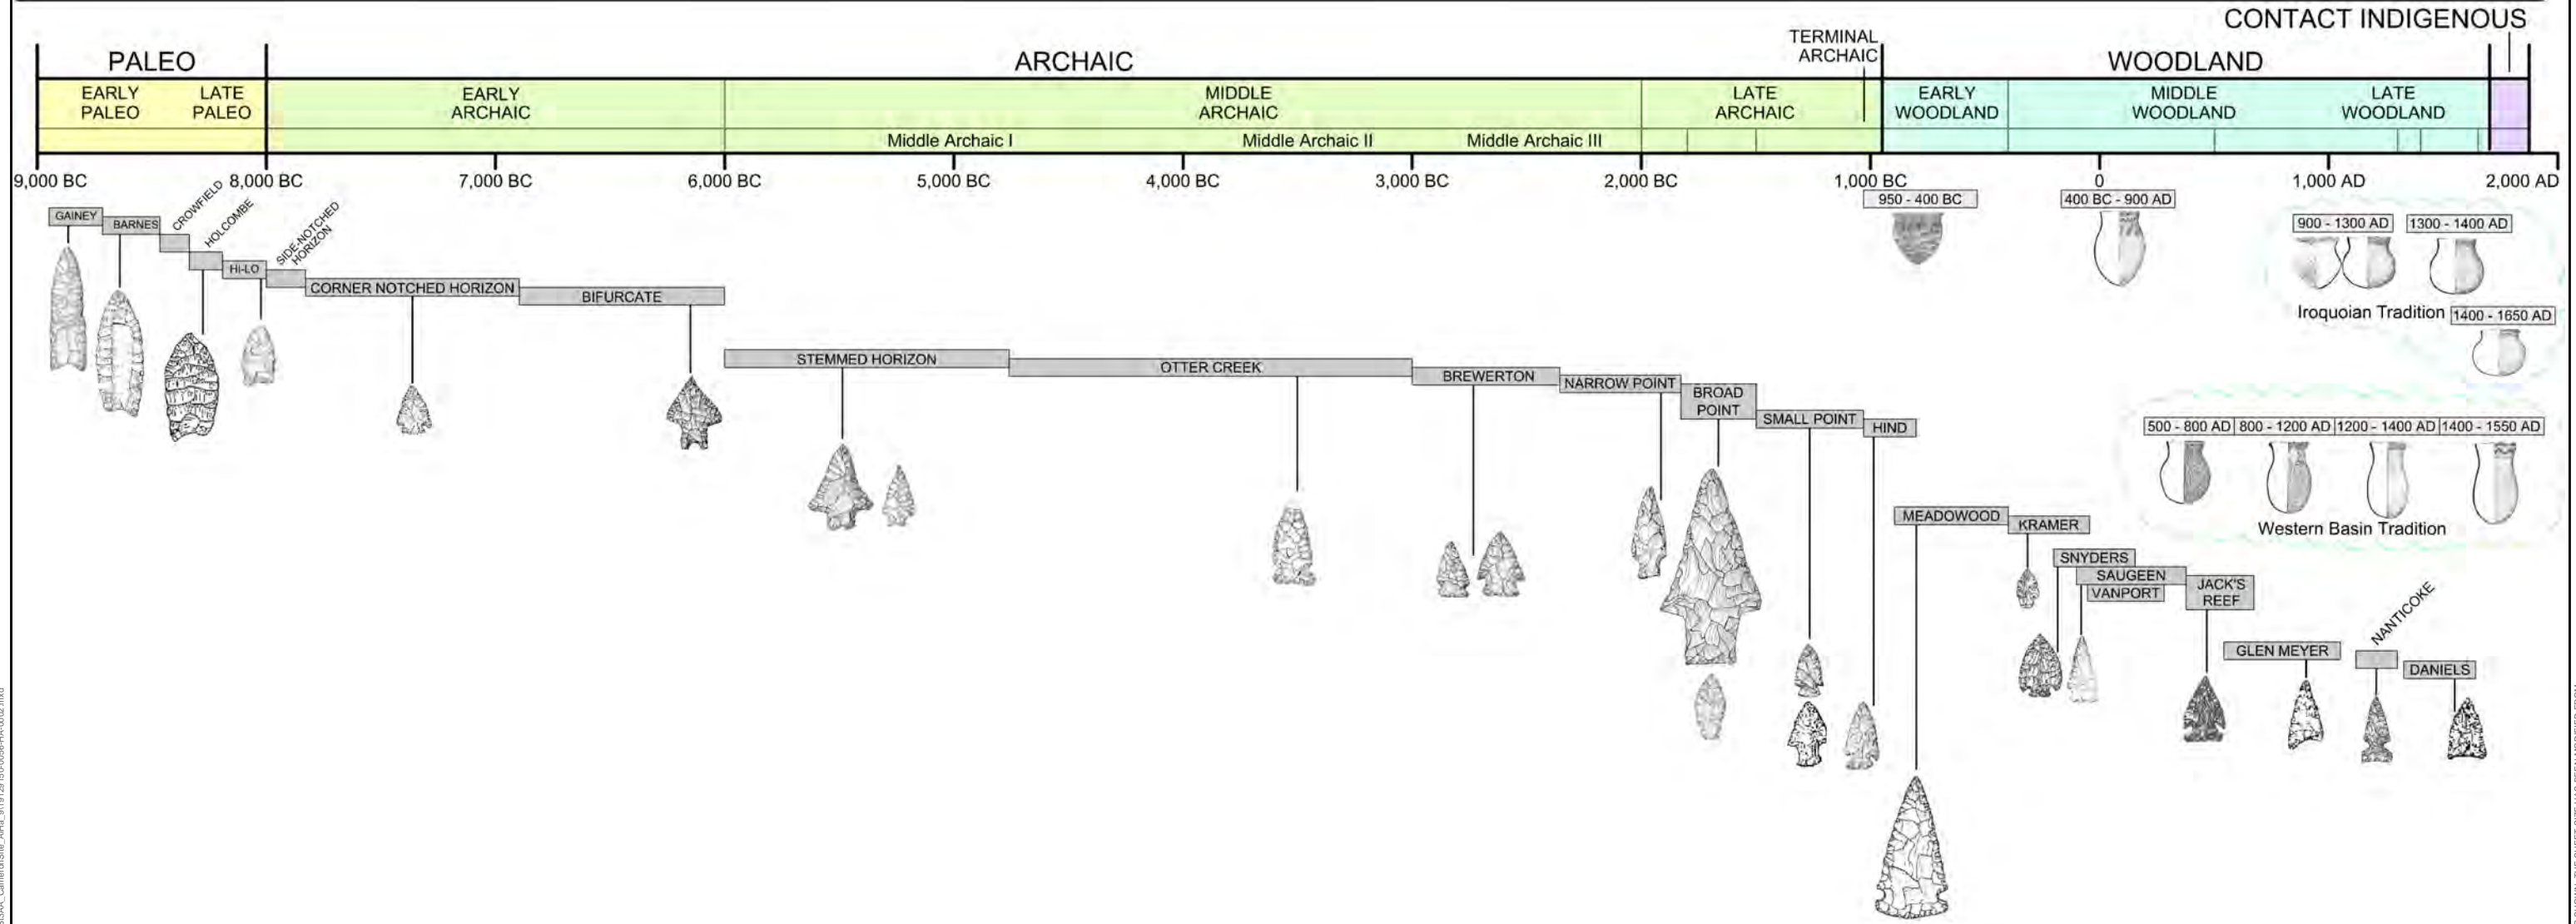 CONTACT INDIGENOUS
PALEO
ARCHAIC
TERMINAL
ARCHAIC
WOODLAND
EARLY
PALEO
LATE
PALEO
EARLY
ARCHAIC
MIDDLE
ARCHAIC
LATE
ARCHAIC
EARLY
WOODLAND
MIDDLE
WOODLAND
LATE
WOODLAND
Middle Archaic I
Middle Archaic II
Middle Archaic III
9,000 BC
8,000 BC
7,000 BC
6,000 BC
5,000 BC
4,000 BC
3,000 BC
2,000 BC
1,000 BC
0
1,000 AD
2,000 AD
GAINEY
BARNES
CROWFIELD
HOLCOMBE
HI-LO
SIDE-NOTCHED
HORIZON
CORNER NOTCHED HORIZON
BIFURCATE
STEMMED HORIZON
OTTER CREEK
BREWERTON
NARROW POINT
BROAD
POINT
SMALL POINT
HIND
950 - 400 BC
400 BC - 900 AD
900 - 1300 AD
1300 - 1400 AD
Iroquoian Tradition
1400 - 1650 AD
500 - 800 AD
800 - 1200 AD
1200 - 1400 AD
1400 - 1550 AD
Western Basin Tradition
MEADOWOOD
KRAMER
SNYDERS
SAUGEEN
VANPORT
JACK'S
REEF
GLEN MEYER
NANTICOKE
DANIELS